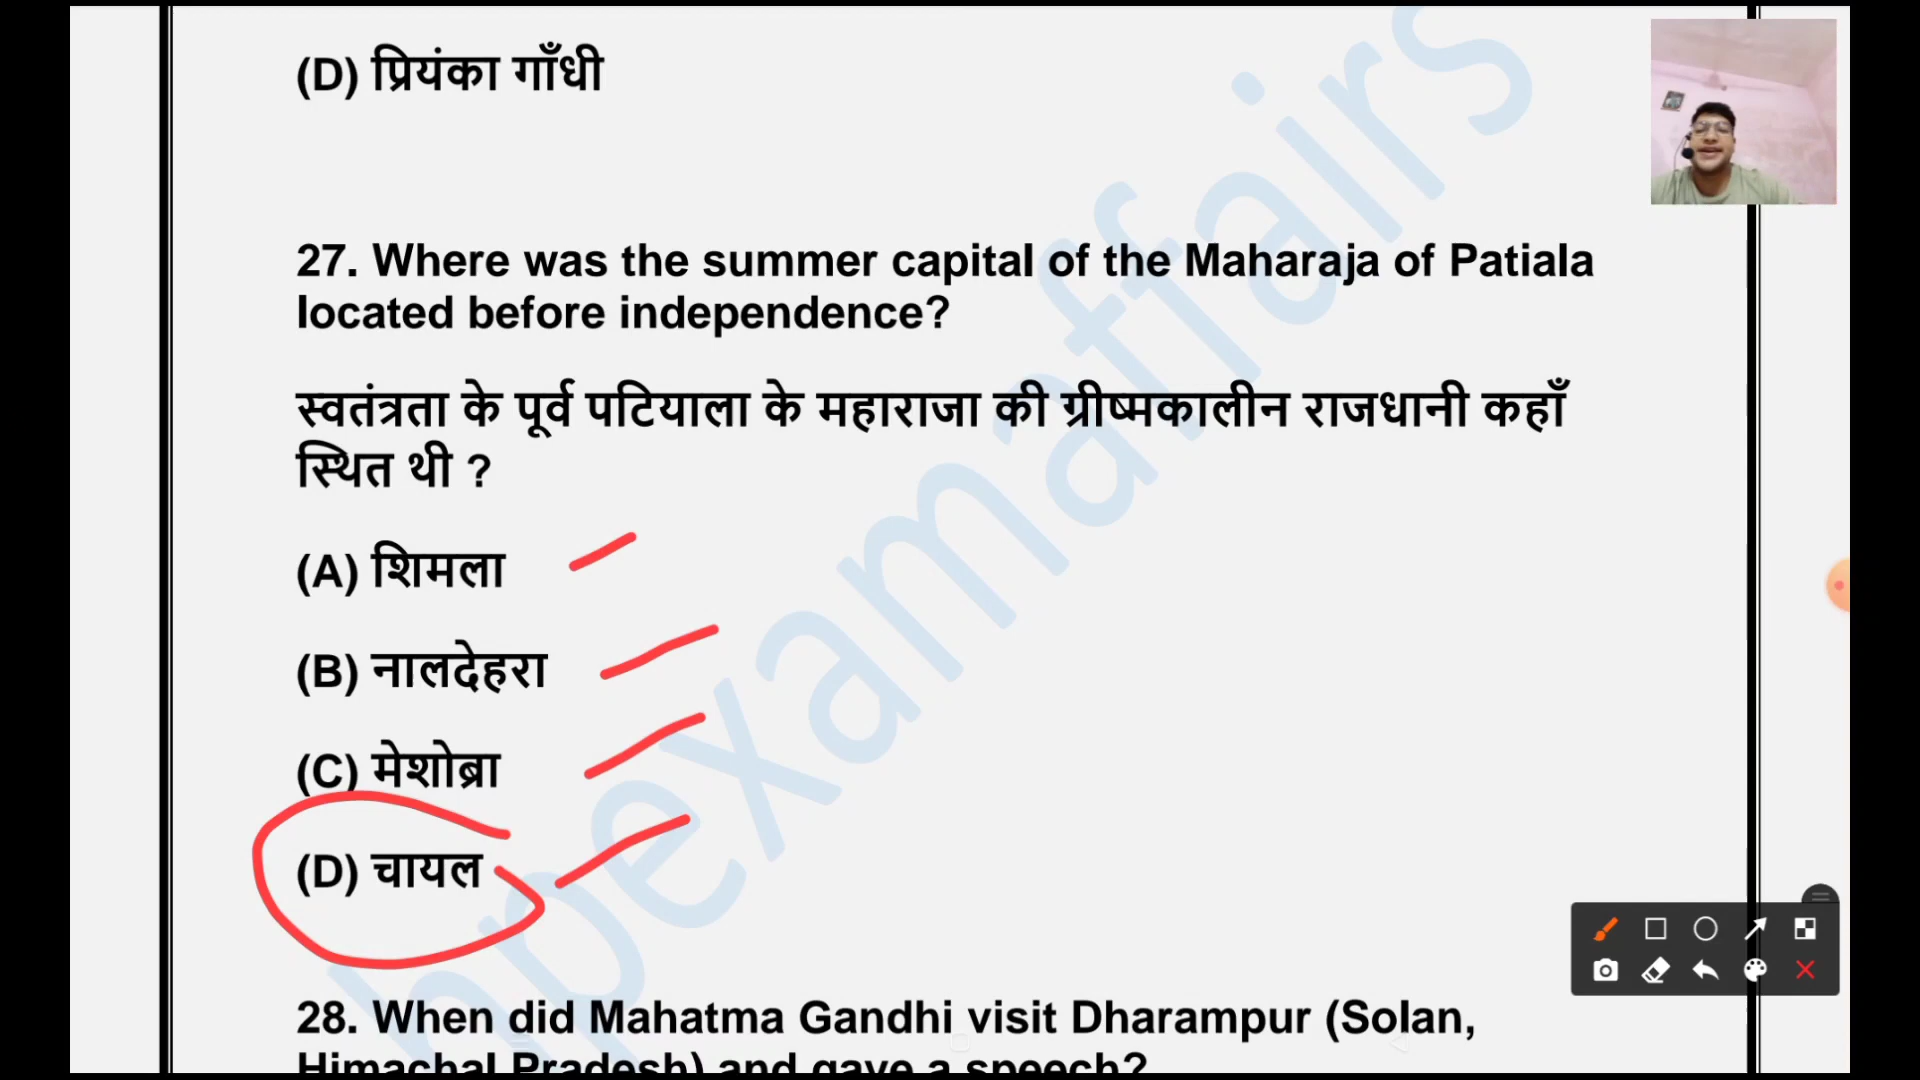 (D) प्रियंका गाँधी
27. Where was the summer capital of the Maharaja of Patiala
located before independence?
स्वतंत्रता के पूर्व पटियाला के महाराजा की ग्रीष्मकालीन राजधानी कहाँ
स्थित थी ?
(A) शिमला
(B) नालदेहरा
(C) मेशोब्रा
(D) चायल
28. When did Mahatma Gandhi visit Dharampur (Solan,
Himachal Pradesh) and gave a speech?
hpexamaffairs